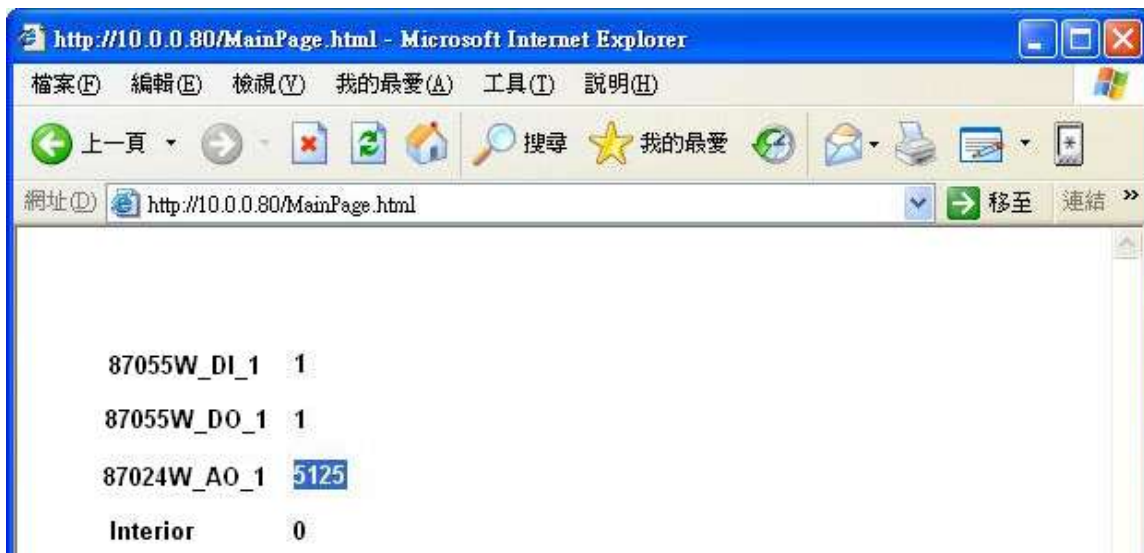 http://10.0.0.80/MainPage.html - Microsoft Internet Explorer
檔案(F) 編輯(E) 檢視(V) 我的最愛(A) 工具(T) 說明(H)
上一頁 搜尋 我的最愛
網址(D) http://10.0.0.80/MainPage.html 移至 連結 »
87055W_DI_1 1
87055W_DO_1 1
87024W_AO_1 5125
Interior 0